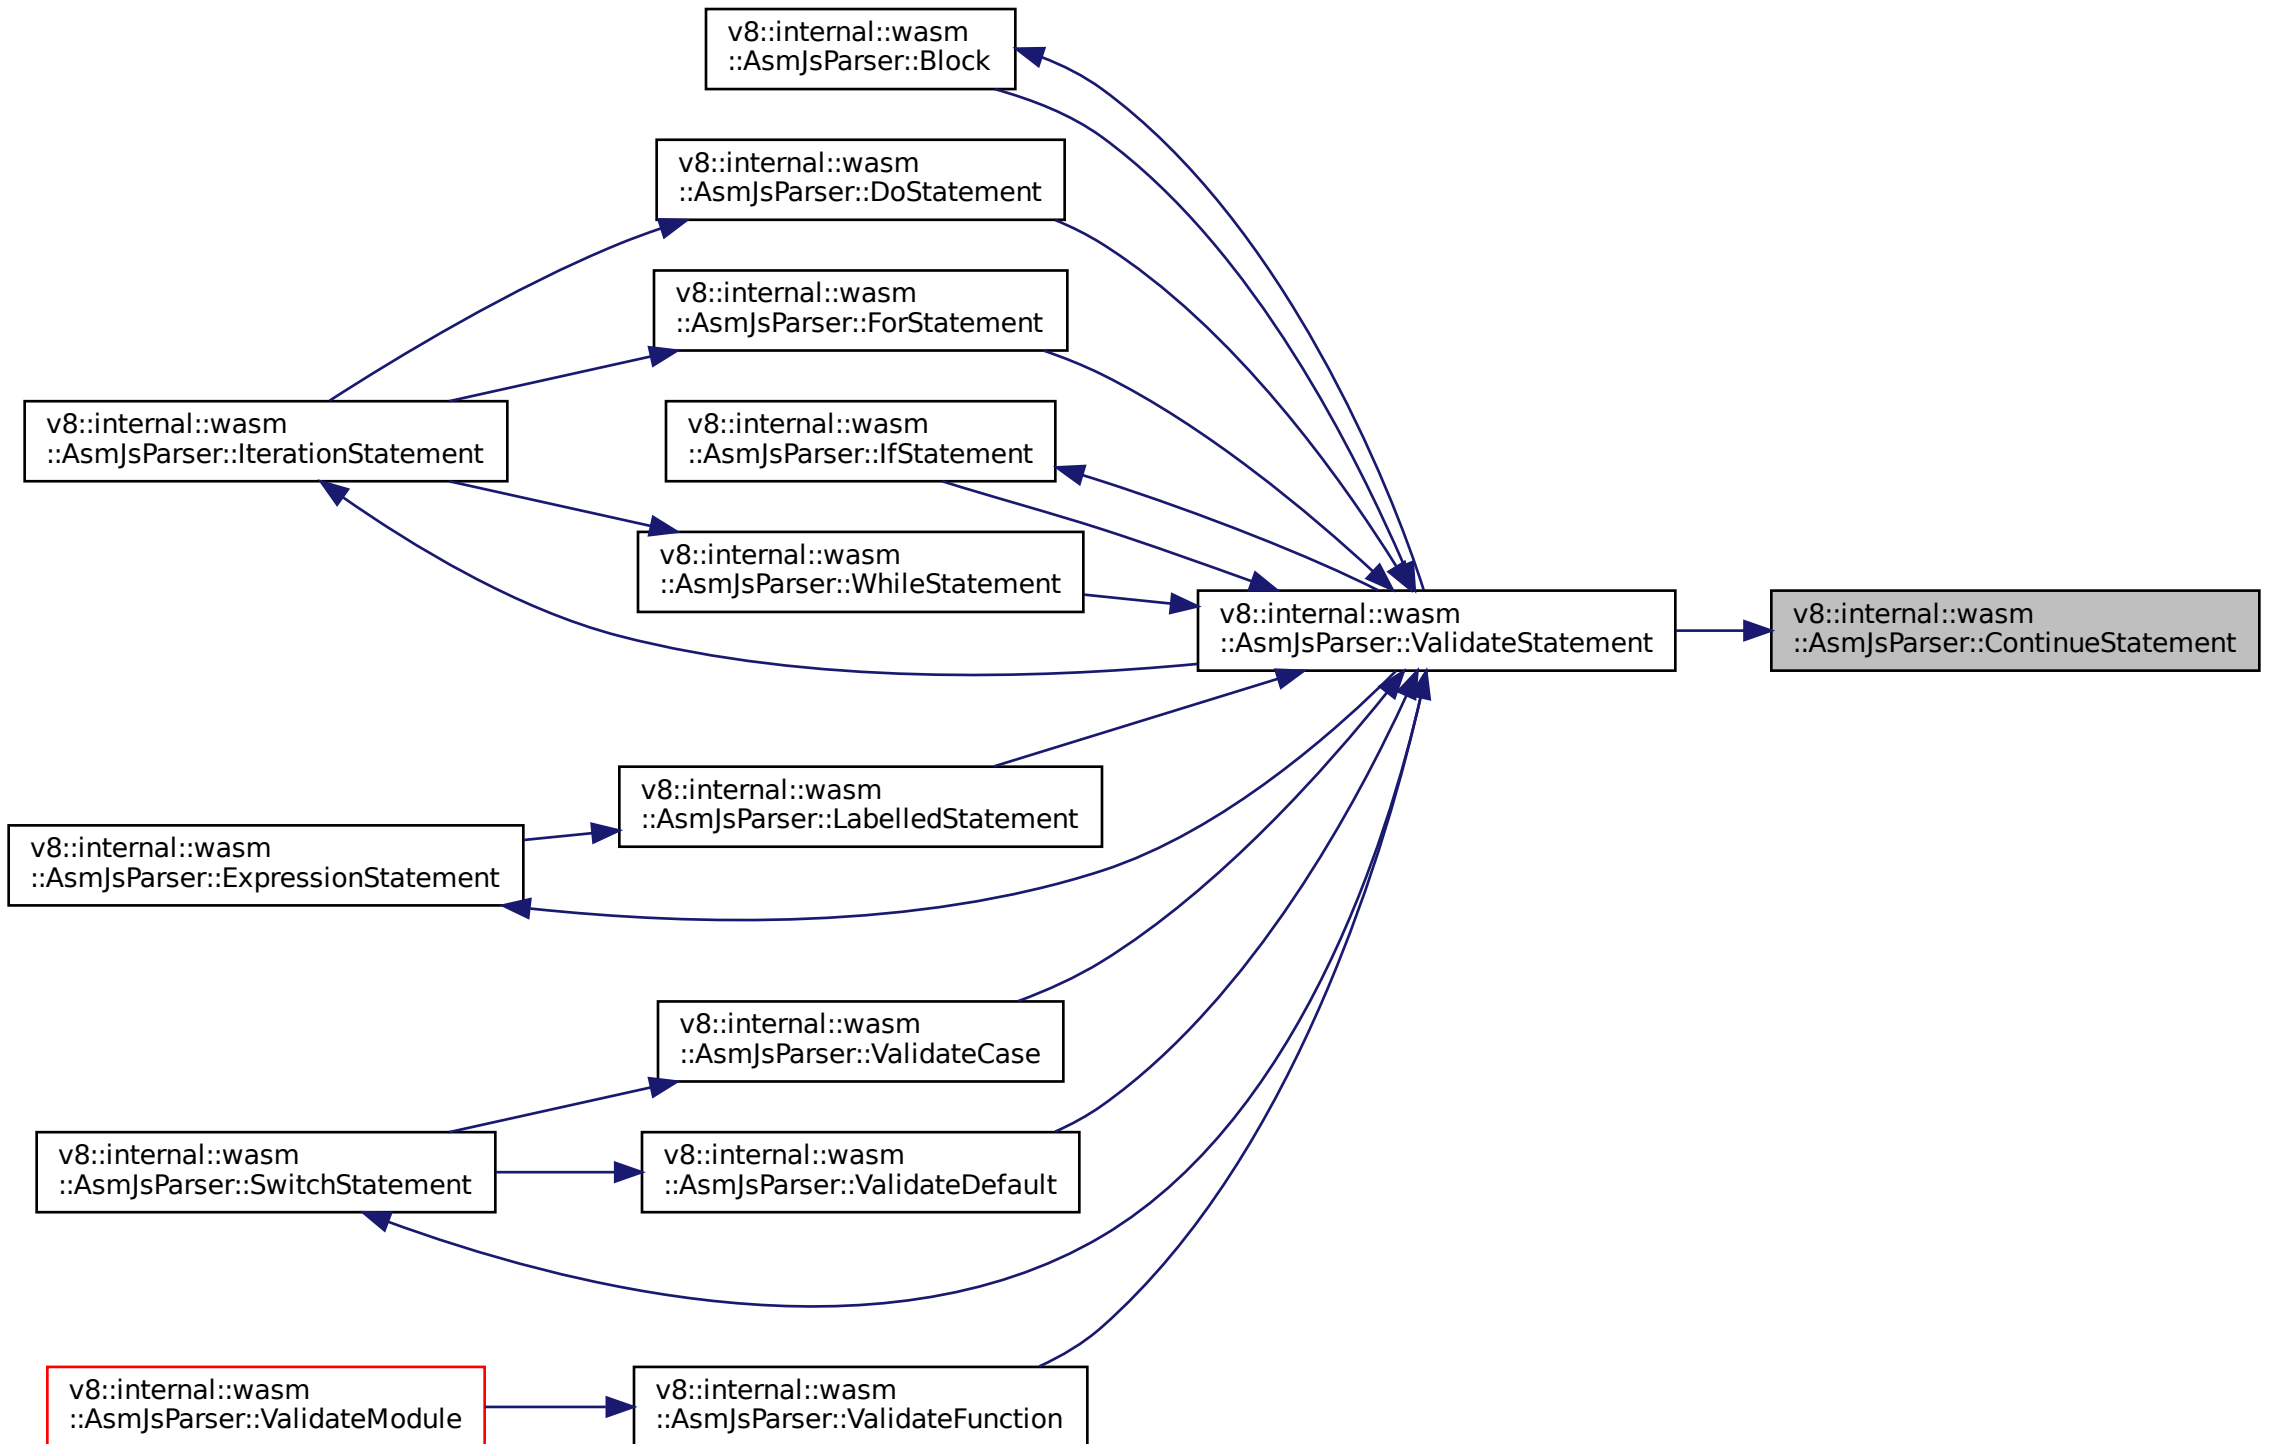 v8::internal::wasm
::AsmJsParser::Block
v8::internal::wasm
::AsmJsParser::DoStatement
v8::internal::wasm
::AsmJsParser::ForStatement
v8::internal::wasm
::AsmJsParser::IterationStatement
v8::internal::wasm
::AsmJsParser::IfStatement
v8::internal::wasm
::AsmJsParser::WhileStatement
v8::internal::wasm
::AsmJsParser::ValidateStatement
v8::internal::wasm
::AsmJsParser::ContinueStatement
v8::internal::wasm
::AsmJsParser::LabelledStatement
v8::internal::wasm
::AsmJsParser::ExpressionStatement
v8::internal::wasm
::AsmJsParser::ValidateCase
v8::internal::wasm
::AsmJsParser::SwitchStatement
v8::internal::wasm
::AsmJsParser::ValidateDefault
v8::internal::wasm
::AsmJsParser::ValidateModule
v8::internal::wasm
::AsmJsParser::ValidateFunction